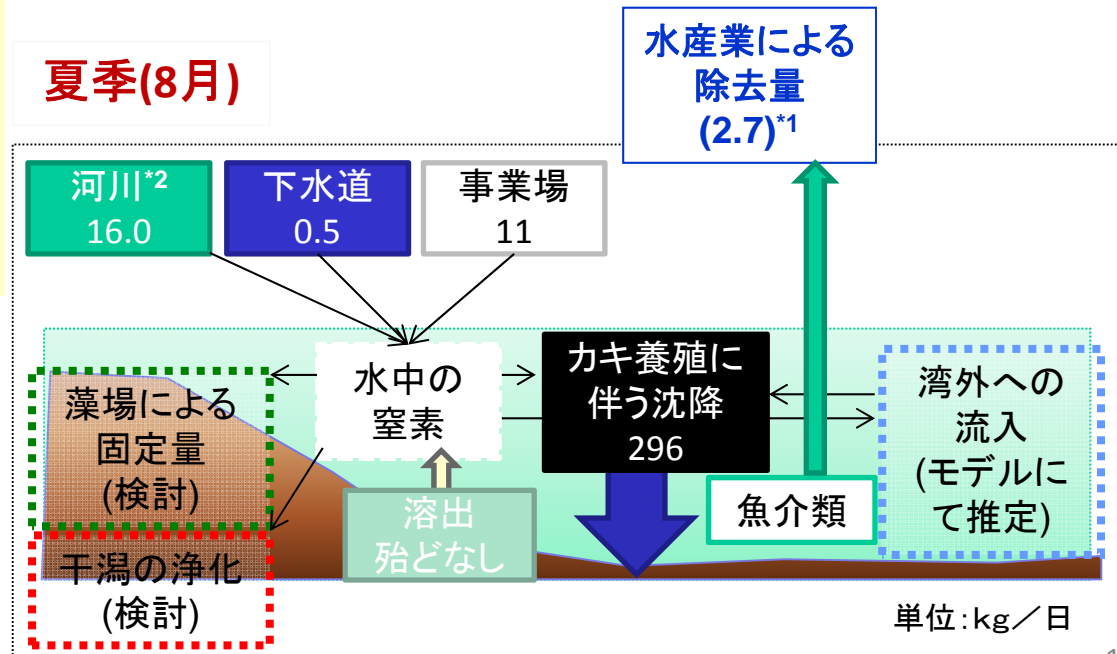 夏季(8月)
水産業による
除去量
(2.7)*1
河川*2
16.0
下水道
0.5
事業場
11
水中の
窒素
カキ養殖に
伴う沈降
296
湾外への
流入
(モデルに
て推定)
藻場による
固定量
(検討)
溶出
殆どなし
魚介類
干潟の浄化
(検討)
単位:kg/日
1